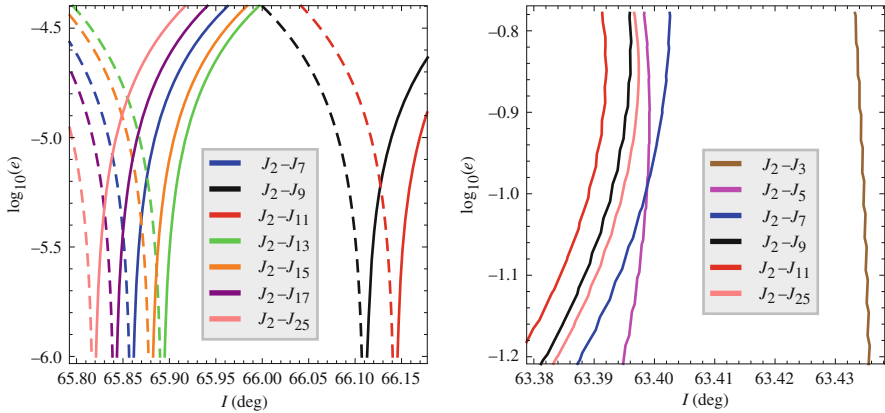 −4.5
−5.0
−5.5
−6.0
log₁₀(e)
J₂−J₇
J₂−J₉
J₂−J₁₁
J₂−J₁₃
J₂−J₁₅
J₂−J₁₇
J₂−J₂₅
65.80 65.85 65.90 65.95 66.00 66.05 66.10 66.15
I (deg)
−0.8
−0.9
−1.0
−1.1
−1.2
log₁₀(e)
J₂−J₃
J₂−J₅
J₂−J₇
J₂−J₉
J₂−J₁₁
J₂−J₂₅
63.38 63.39 63.40 63.41 63.42 63.43
I (deg)